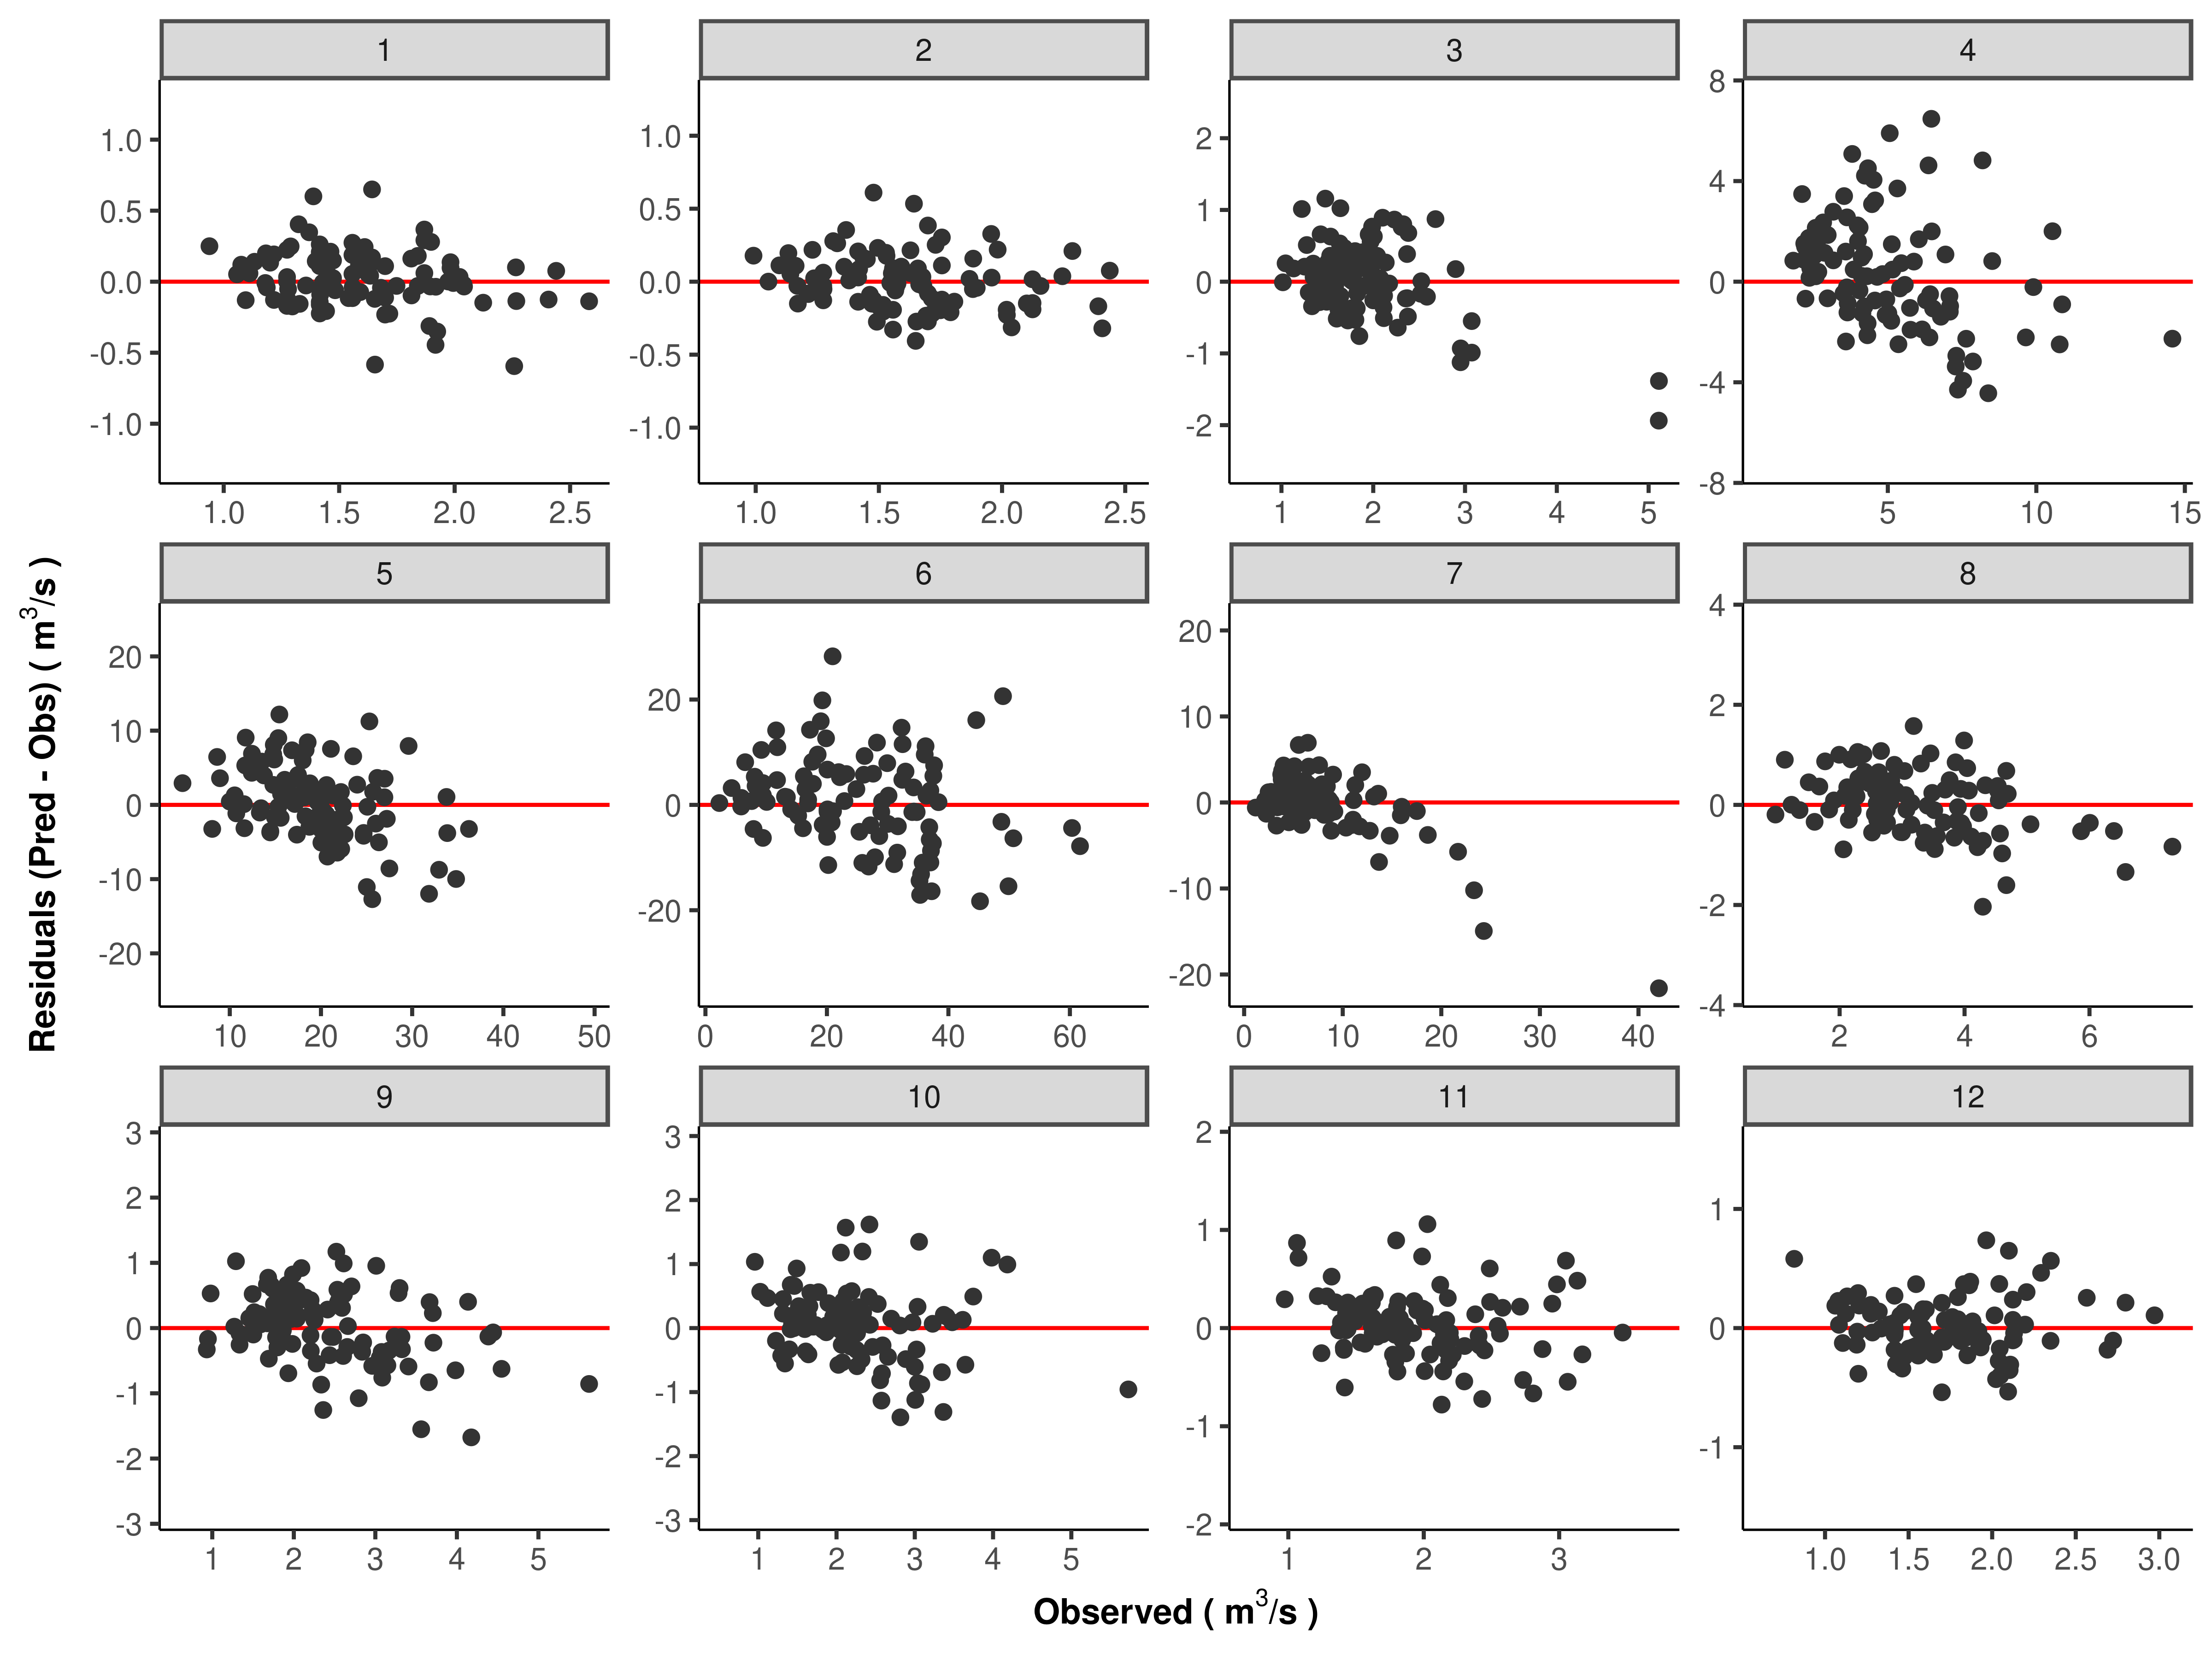 1 2 3 4
1.0 0.5 0.0 -0.5 -1.0
1.0 0.5 0.0 -0.5 -1.0
2 1 0 -1 -2
8 4 0 -4 -8
1.0 1.5 2.0 2.5
1.0 1.5 2.0 2.5
1 2 3 4 5
5 10 15
5 6 7 8
20 10 0 -10 -20
20 0 -20
20 10 0 -10 -20
4 2 0 -2 -4
10 20 30 40 50
0 20 40 60
0 10 20 30 40
2 4 6
9 10 11 12
3 2 1 0 -1 -2 -3
3 2 1 0 -1 -2 -3
2 1 0 -1 -2
1 0 -1
1 2 3 4 5
1 2 3 4 5
1 2 3
1.0 1.5 2.0 2.5 3.0
Residuals (Pred - Obs) ( m³/s )
Observed ( m³/s )